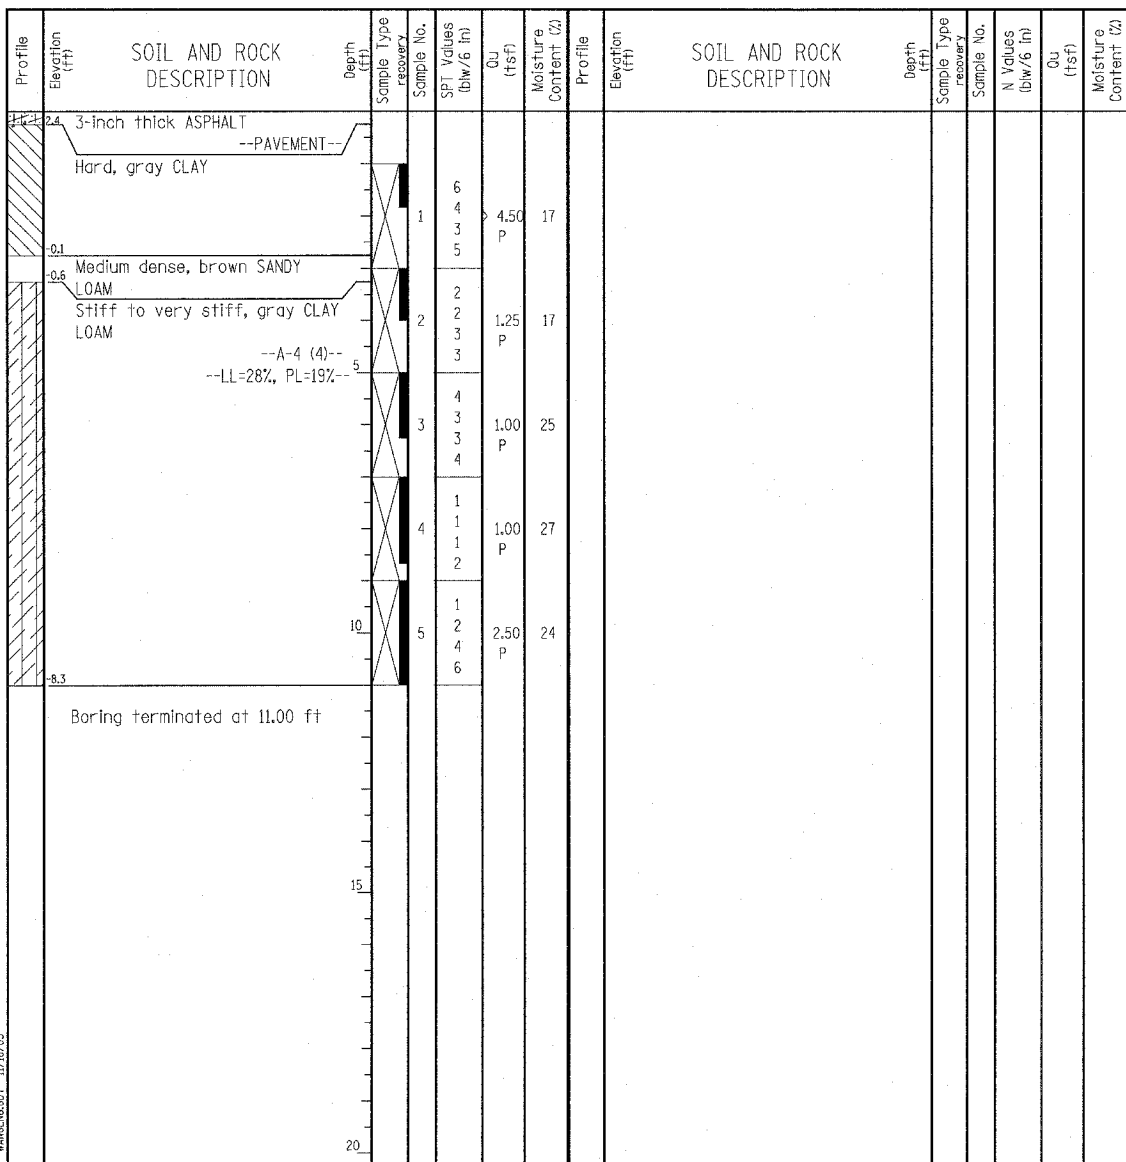 Profile
Elevation (ft)
SOIL AND ROCK
DESCRIPTION
Depth (ft)
Sample Type
recovery
Sample No.
SPT Values (blw/6 in)
Qu (tsf)
Moisture Content (%)
Profile
Elevation (ft)
SOIL AND ROCK
DESCRIPTION
Depth (ft)
Sample Type
recovery
Sample No.
N Values (blw/6 in)
Qu (tsf)
Moisture Content (%)
2.4 3-inch thick ASPHALT
--PAVEMENT--
Hard, gray CLAY
6
4
1 > 4.50 17
3
P
5
-0.1
Medium dense, brown SANDY
-0.6
LOAM
Stiff to very stiff, gray CLAY
LOAM
2
2
2 1.25 17
3
P
3
--A-4 (4)--
5
--LL=28%, PL=19%--
4
3
3 1.00 25
3
P
4
1
1
4 1.00 27
1
P
2
1
10 5 2 2.50 24
4
P
6
-8.3
Boring terminated at 11.00 ft
15
20